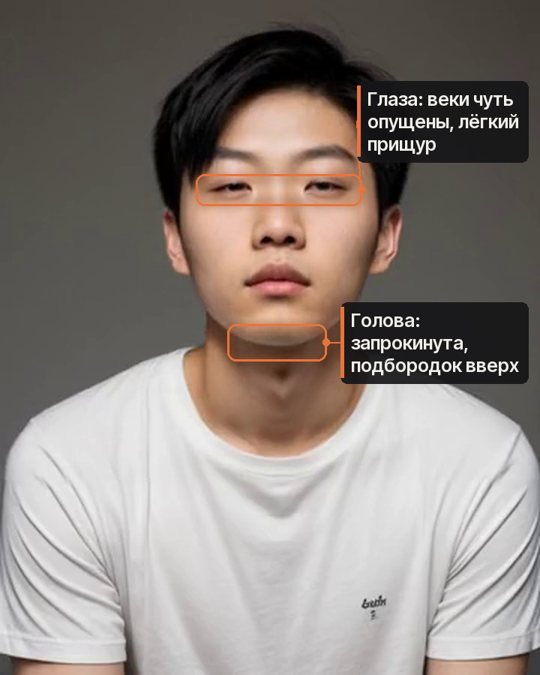 Глаза: веки чуть
опущены, лёгкий
прищур
Голова:
запрокинута,
подбородок вверх